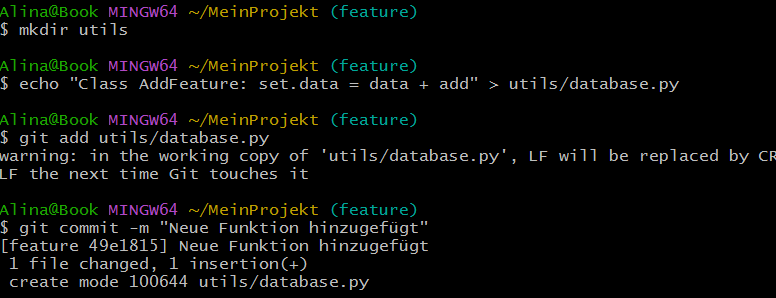 Alina@Book MINGW64 ~/MeinProjekt (feature)
$ mkdir utils
Alina@Book MINGW64 ~/MeinProjekt (feature)
$ echo "Class AddFeature: set.data = data + add" > utils/database.py
Alina@Book MINGW64 ~/MeinProjekt (feature)
$ git add utils/database.py
warning: in the working copy of 'utils/database.py', LF will be replaced by CR
LF the next time Git touches it
Alina@Book MINGW64 ~/MeinProjekt (feature)
$ git commit -m "Neue Funktion hinzugefügt"
[feature 49e1815] Neue Funktion hinzugefügt
 1 file changed, 1 insertion(+)
 create mode 100644 utils/database.py